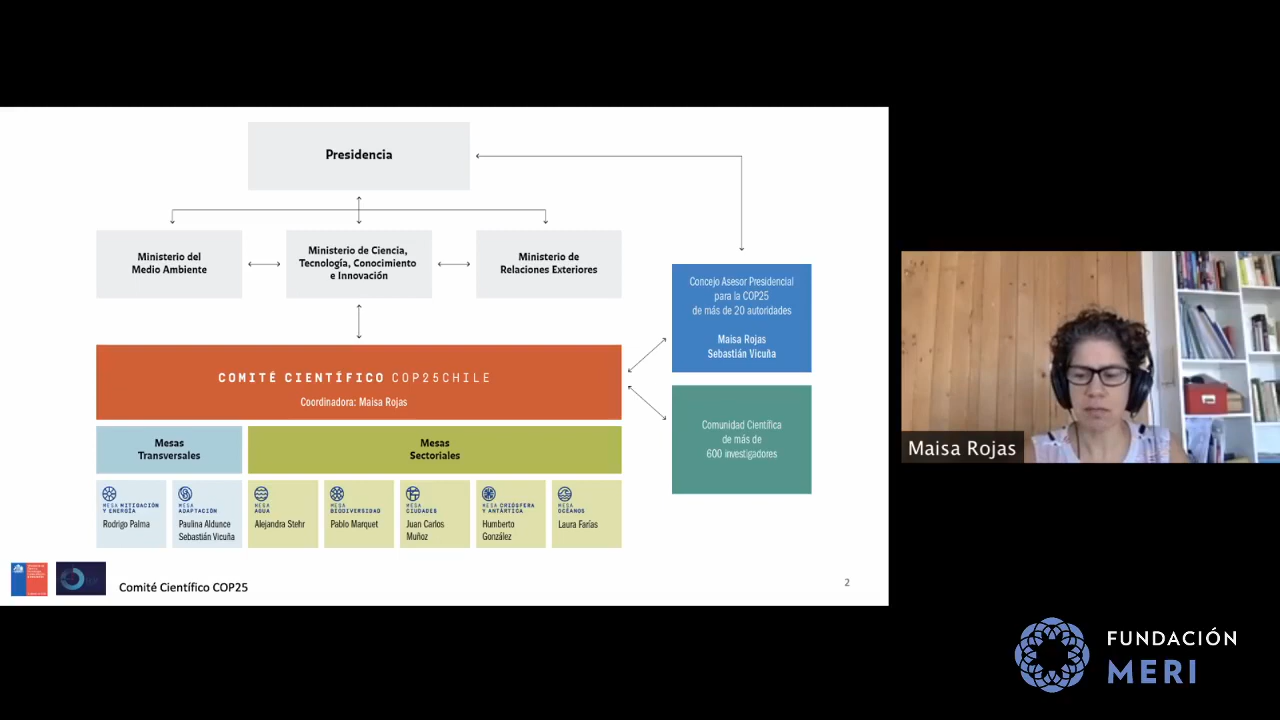 Presidencia
Ministerio del
Medio Ambiente
Ministerio de Ciencia,
Tecnología, Conocimiento
e Innovación
Ministerio de
Relaciones Exteriores
Concejo Asesor Presidencial
para la COP25
de más de 20 autoridades
Maisa Rojas
Sebastián Vicuña
COMITÉ CIENTÍFICO COP25CHILE
Coordinadora: Maisa Rojas
Comunidad Científica
de más de
600 investigadores
Mesas
Transversales
Mesas
Sectoriales
MESA MITIGACIÓN
Y ENERGÍA
Rodrigo Palma
MESA
ADAPTACIÓN
Paulina Aldunce
Sebastián Vicuña
MESA
AGUA
Alejandra Stehr
MESA
BIODIVERSIDAD
Pablo Marquet
MESA
CIUDADES
Juan Carlos
Muñoz
MESA CRIÓSFERA
Y ANTÁRTICA
Humberto
González
MESA
OCÉANOS
Laura Farías
Comité Científico COP25
2
Maisa Rojas
FUNDACIÓN
MERI